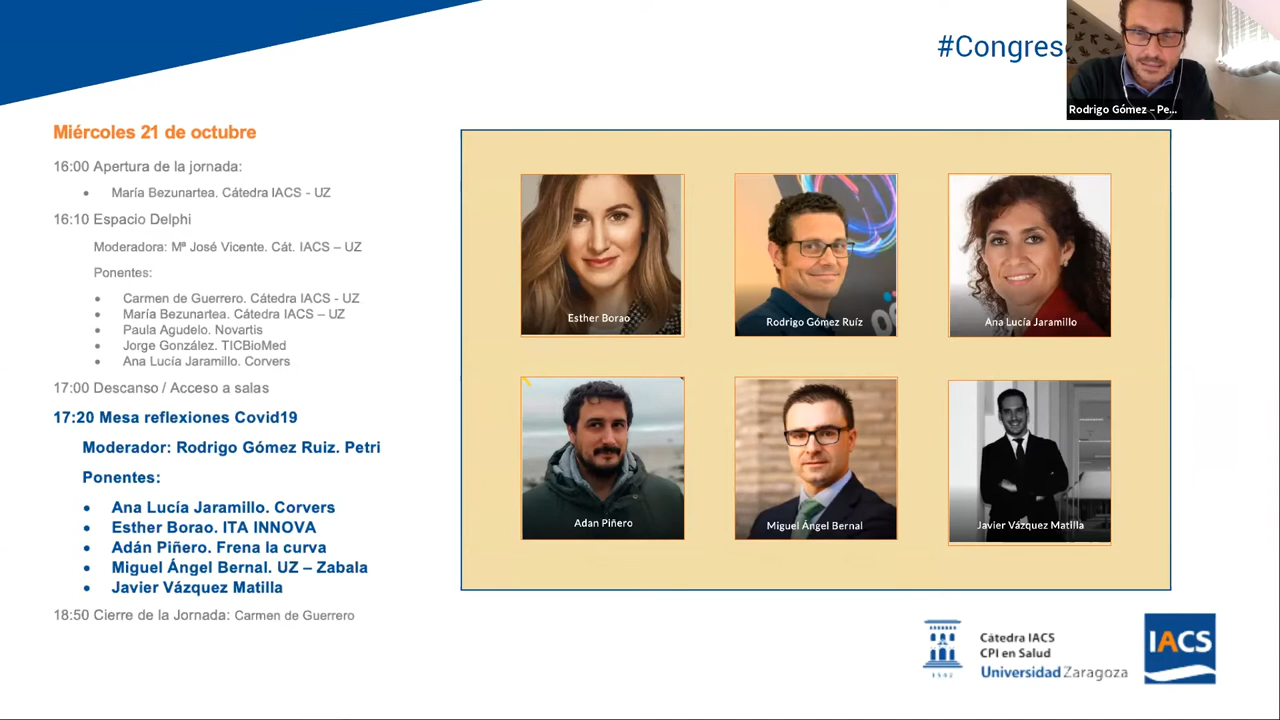 #Congres
Rodrigo Gómez – Pe...
Miércoles 21 de octubre
16:00 Apertura de la jornada:
• María Bezunartea. Cátedra IACS - UZ
16:10 Espacio Delphi
Moderadora: Mª José Vicente. Cát. IACS – UZ
Ponentes:
• Carmen de Guerrero. Cátedra IACS - UZ
• María Bezunartea. Cátedra IACS – UZ
• Paula Agudelo. Novartis
• Jorge González. TICBioMed
• Ana Lucía Jaramillo. Corvers
17:00 Descanso / Acceso a salas
17:20 Mesa reflexiones Covid19
Moderador: Rodrigo Gómez Ruiz. Petri
Ponentes:
• Ana Lucía Jaramillo. Corvers
• Esther Borao. ITA INNOVA
• Adán Piñero. Frena la curva
• Miguel Ángel Bernal. UZ – Zabala
• Javier Vázquez Matilla
18:50 Cierre de la Jornada: Carmen de Guerrero
Esther Borao
Rodrigo Gómez Ruíz
Ana Lucía Jaramillo
Adan Piñero
Miguel Ángel Bernal
Javier Vázquez Matilla
1542
Cátedra IACS
CPI en Salud
Universidad Zaragoza
IACS